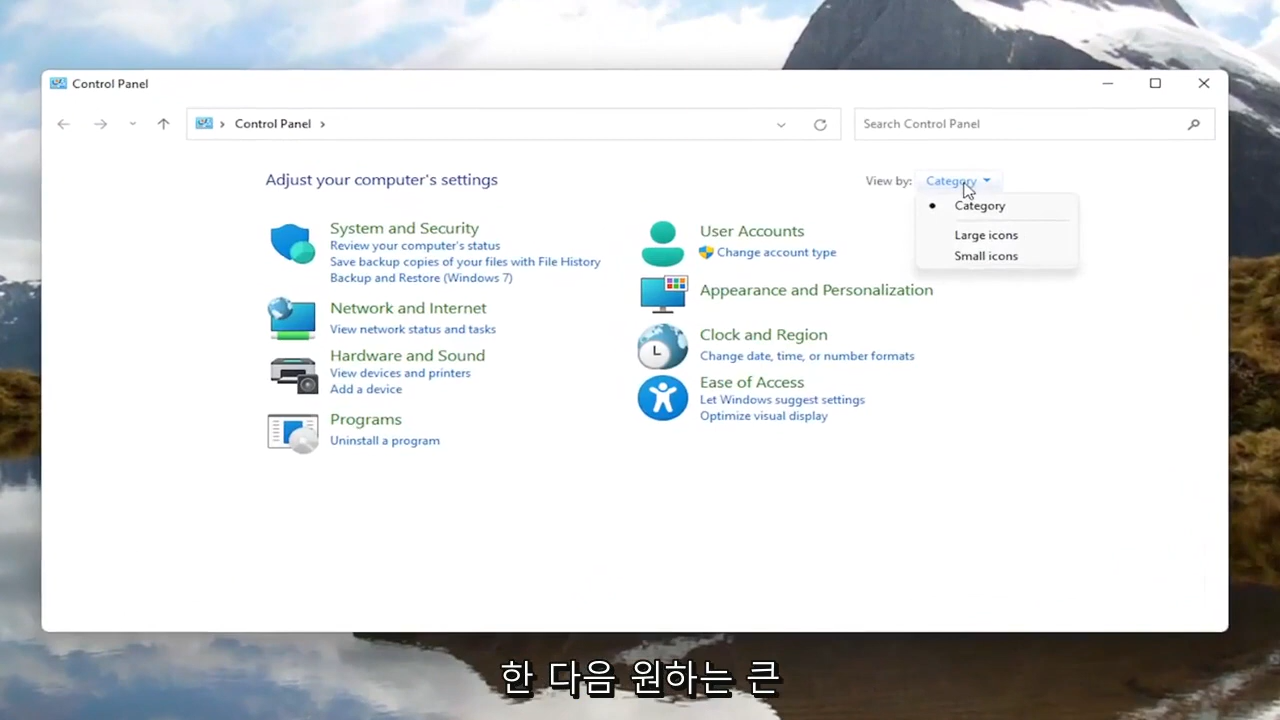 Control Panel
Control Panel
Search Control Panel
Adjust your computer's settings
View by: Category
Category
Large icons
Small icons
System and Security
Review your computer's status
Save backup copies of your files with File History
Backup and Restore (Windows 7)
Network and Internet
View network status and tasks
Hardware and Sound
View devices and printers
Add a device
Programs
Uninstall a program
User Accounts
Change account type
Appearance and Personalization
Clock and Region
Change date, time, or number formats
Ease of Access
Let Windows suggest settings
Optimize visual display
한 다음 원하는 큰